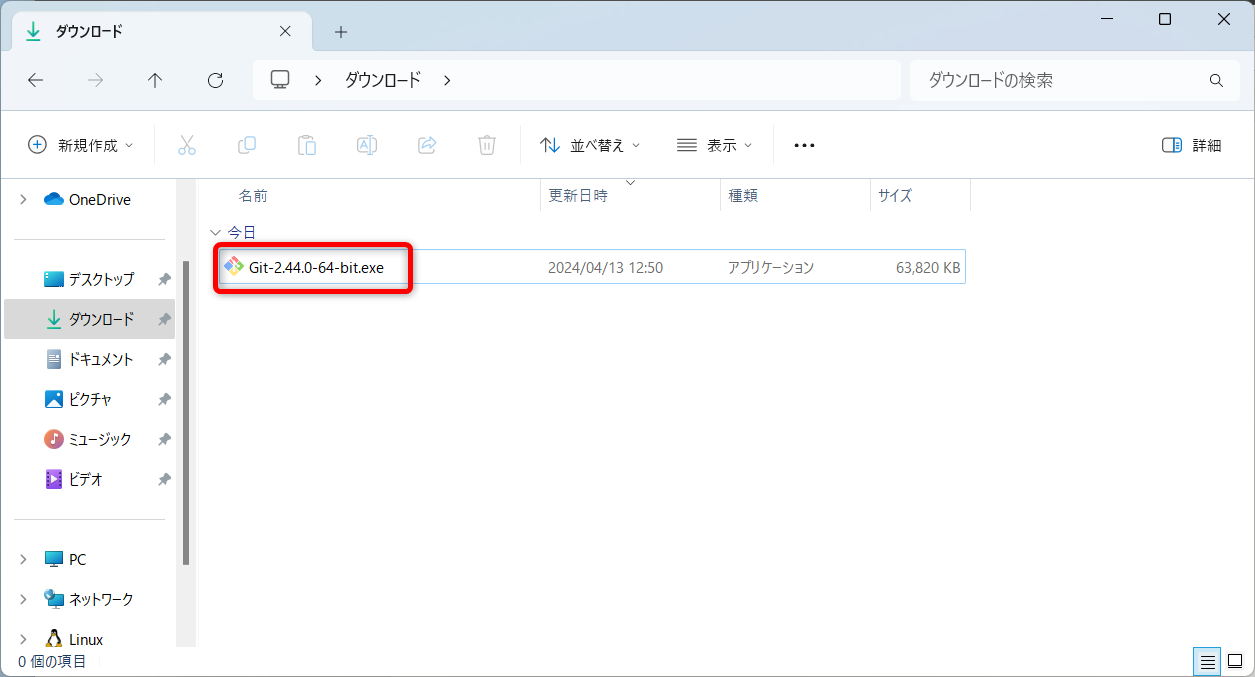 ダウンロード
ダウンロード
ダウンロードの検索
新規作成
並べ替え
表示
詳細
OneDrive
デスクトップ
ダウンロード
ドキュメント
ピクチャ
ミュージック
ビデオ
PC
ネットワーク
Linux
名前 更新日時 種類 サイズ
今日
Git-2.44.0-64-bit.exe 2024/04/13 12:50 アプリケーション 63,820 KB
0 個の項目